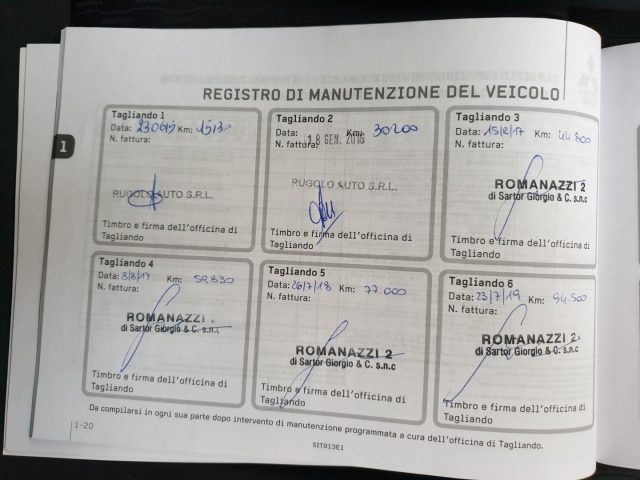 REGISTRO DI MANUTENZIONE DEL VEICOLO
1
Tagliando 1
Data: Km: 15130
N. fattura:
RUGOLO AUTO S.R.L.
Timbro e firma dell'officina di
Tagliando
Tagliando 2
Data: 18 GEN. 2016 Km: 30200
N. fattura:
RUGOLO AUTO S.R.L.
Timbro e firma dell'officina di
Tagliando
Tagliando 3
Data: Km: 44.800
N. fattura:
ROMANAZZI 2
di Sartor Giorgio & C. s.n.c
Timbro e firma dell'officina di
Tagliando
Tagliando 4
Data: 8/8/17 Km: 59.830
N. fattura:
ROMANAZZI
di Sartor Giorgio & C. s.n.c
Timbro e firma dell'officina di
Tagliando
Tagliando 5
Data: 26/7/18 Km: 77.000
N. fattura:
ROMANAZZI 2
di Sartor Giorgio & C. s.n.c
Timbro e firma dell'officina di
Tagliando
Tagliando 6
Data: 23/7/19 Km: 94.500
N. fattura:
ROMANAZZI 2
di Sartor Giorgio & C. s.n.c
Timbro e firma dell'officina di
Tagliando
Da compilarsi in ogni sua parte dopo intervento di manutenzione programmata a cura dell'officina di Tagliando.
1-20
SIT813E3